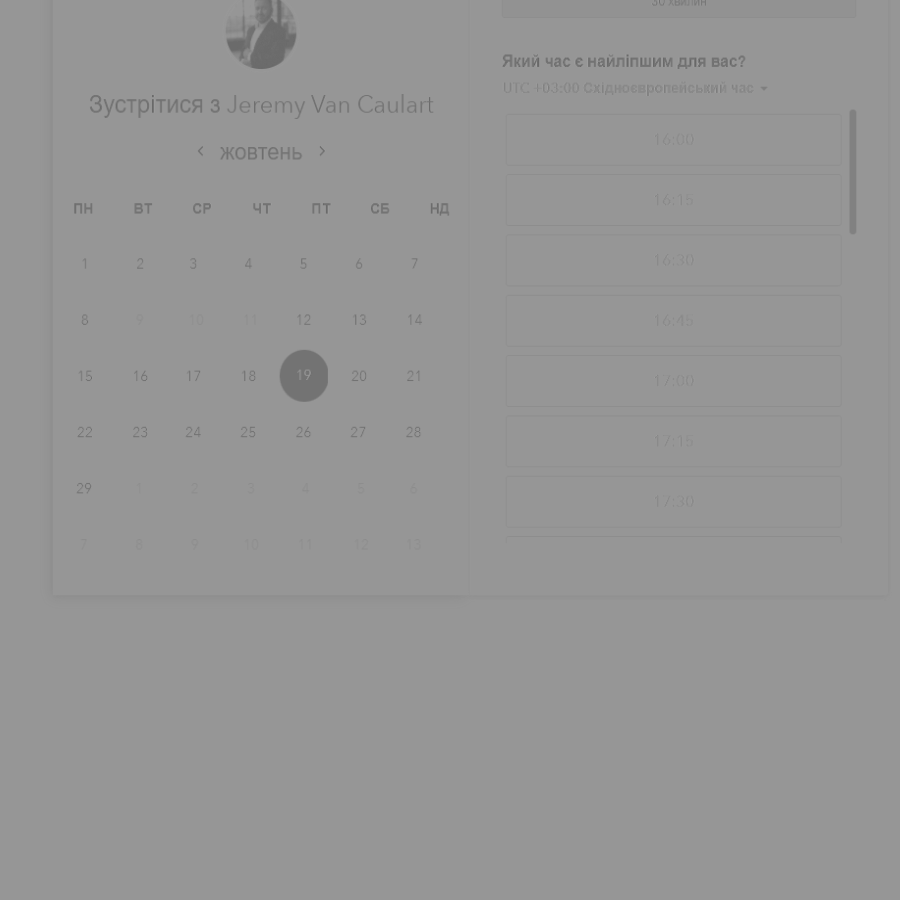 Зустрітися з Jeremy Van Caulart
жовтень
ПН ВТ СР ЧТ ПТ СБ НД
1 2 3 4 5 6 7
8 9 10 11 12 13 14
15 16 17 18 19 20 21
22 23 24 25 26 27 28
29 1 2 3 4 5 6
7 8 9 10 11 12 13
30 хвилин
Який час є найліпшим для вас?
UTC +03:00 Східноєвропейський час
16:00
16:15
16:30
16:45
17:00
17:15
17:30